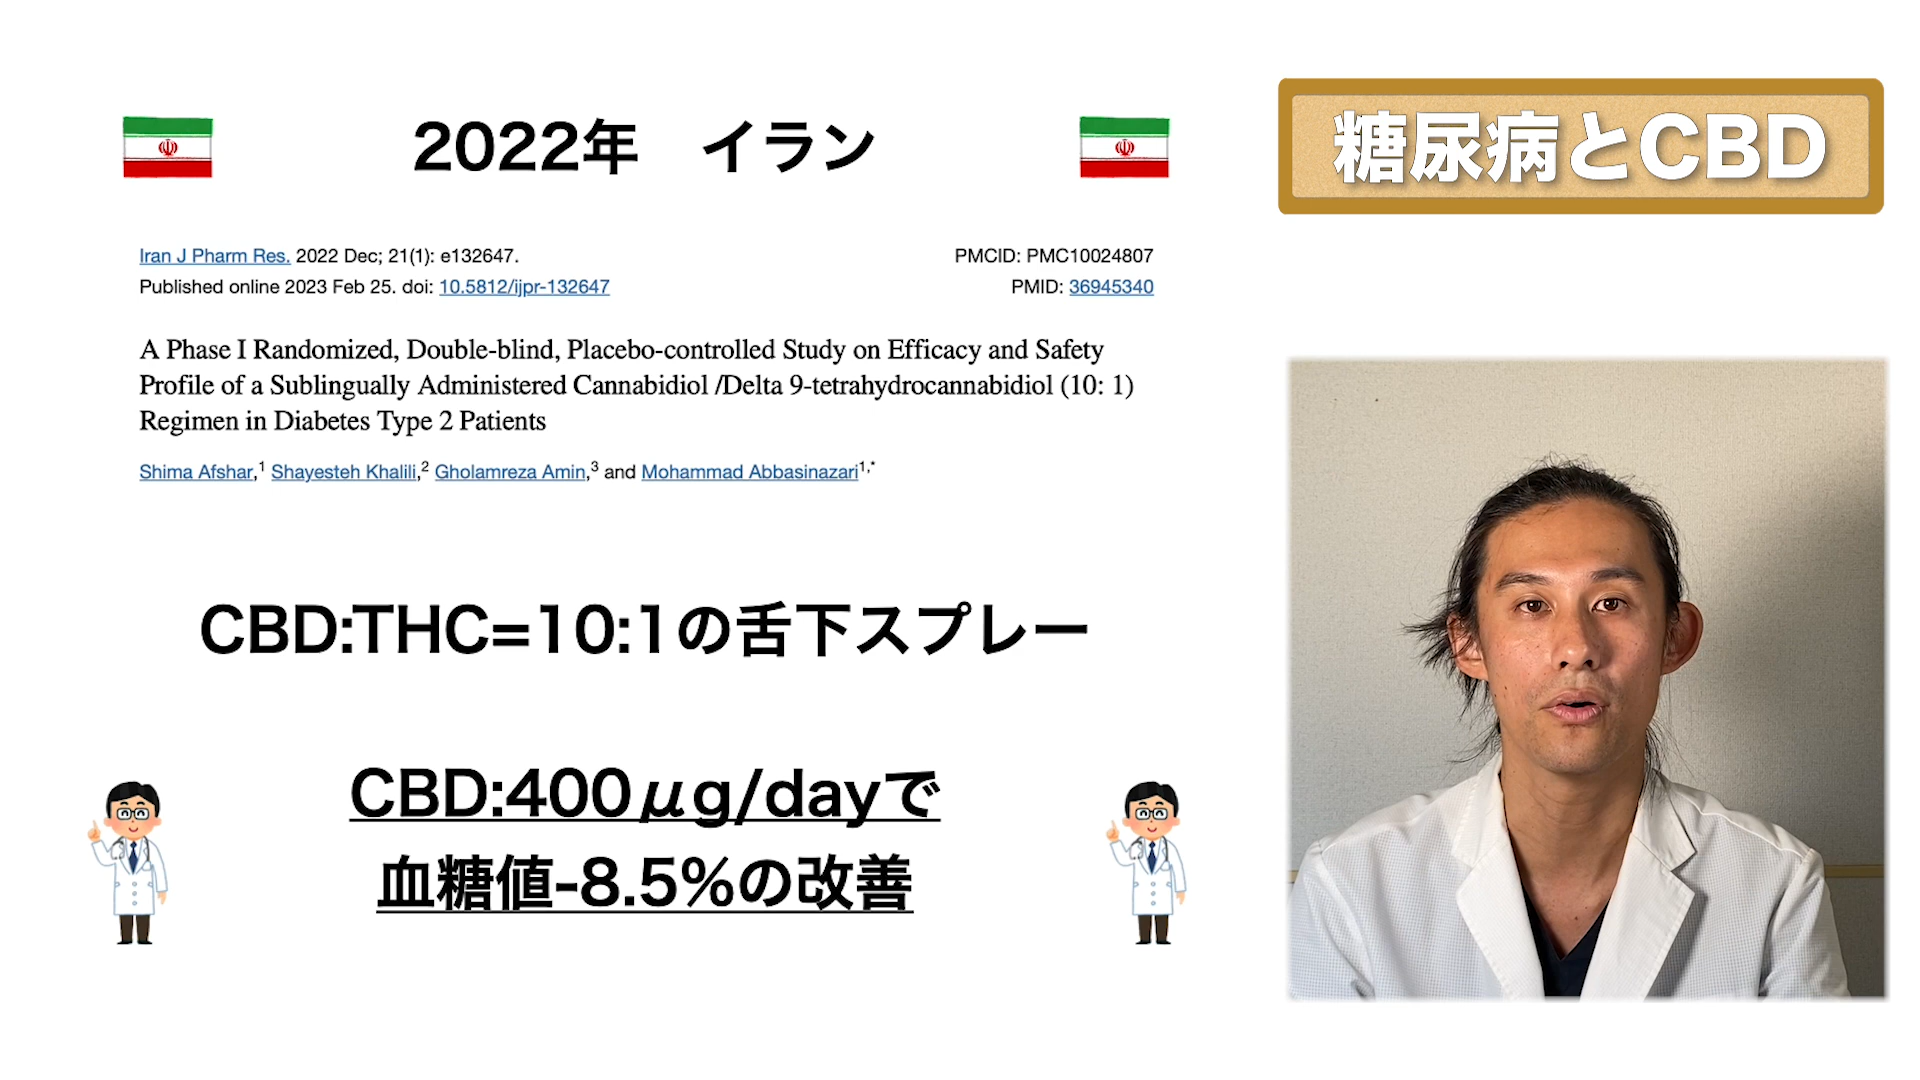 2022年　イラン
糖尿病とCBD
Iran J Pharm Res. 2022 Dec; 21(1): e132647.
PMCID: PMC10024807
Published online 2023 Feb 25. doi: 10.5812/ijpr-132647
PMID: 36945340
A Phase I Randomized, Double-blind, Placebo-controlled Study on Efficacy and Safety
Profile of a Sublingually Administered Cannabidiol /Delta 9-tetrahydrocannabidiol (10: 1)
Regimen in Diabetes Type 2 Patients
Shima Afshar,1 Shayesteh Khalili,2 Gholamreza Amin,3 and Mohammad Abbasinazari1,*
CBD:THC=10:1の舌下スプレー
CBD:400μg/dayで
血糖値-8.5%の改善